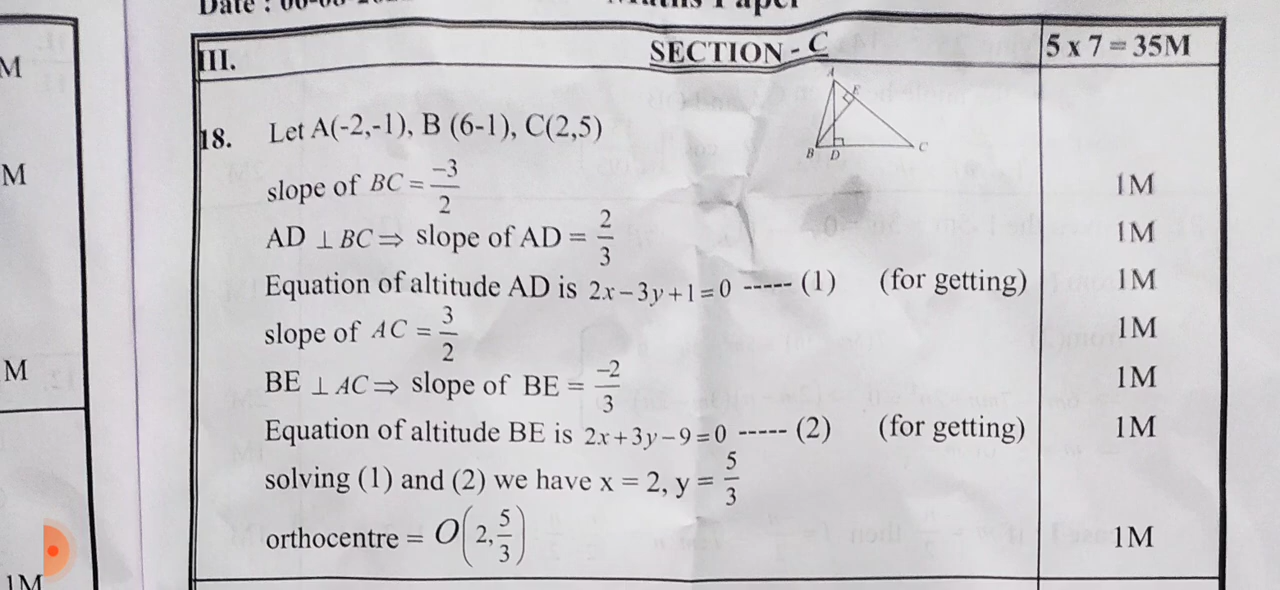 Maths Paper
III. SECTION - C 5 x 7 = 35M
18. Let A(-2,-1), B (6-1), C(2,5)
A
E
B D C
slope of BC = -3/2 1M
AD ⊥ BC ⇒ slope of AD = 2/3 1M
Equation of altitude AD is 2x-3y+1=0 ----- (1) (for getting) 1M
slope of AC = 3/2 1M
BE ⊥ AC ⇒ slope of BE = -2/3 1M
Equation of altitude BE is 2x+3y-9=0 ----- (2) (for getting) 1M
solving (1) and (2) we have x = 2, y = 5/3
orthocentre = O(2, 5/3) 1M
M
M
M
1M